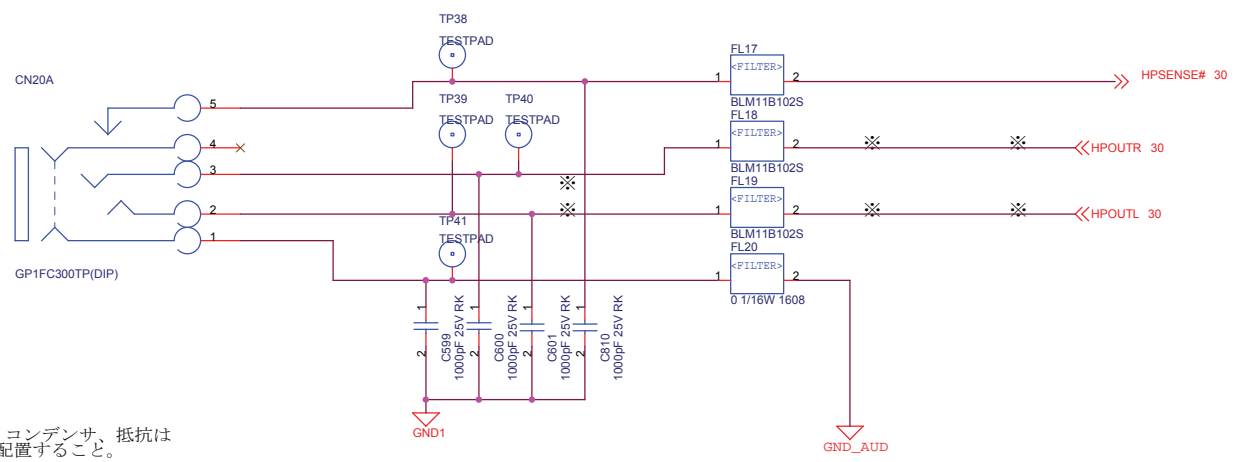 TP38
TESTPAD
FL17
<FILTER>
1 2
BLM11B102S
HPSENSE# 30
CN20A
5
4
3
2
1
GP1FC300TP(DIP)
TP39
TESTPAD
TP40
TESTPAD
FL18
<FILTER>
1 2
BLM11B102S
※ ※
HPOUTR 30
※
※
FL19
<FILTER>
1 2
BLM11B102S
※ ※
HPOUTL 30
TP41
TESTPAD
FL20
<FILTER>
1 2
0 1/16W 1608
1
2
C599
1000pF 25V RK
1
2
C600
1000pF 25V RK
1
2
C601
1000pF 25V RK
1
2
C810
1000pF 25V RK
GND1
GND_AUD
コンデンサ、抵抗は
配置すること。